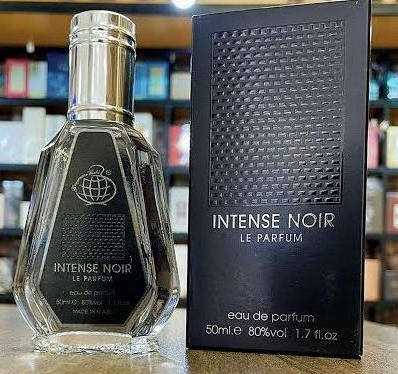 INTENSE NOIR
LE PARFUM
eau de parfum
50ml.e 80%vol 1.7 fl.oz
MADE IN U.A.E.
INTENSE NOIR
LE PARFUM
eau de parfum
50ml.e 80%vol 1.7 fl.oz